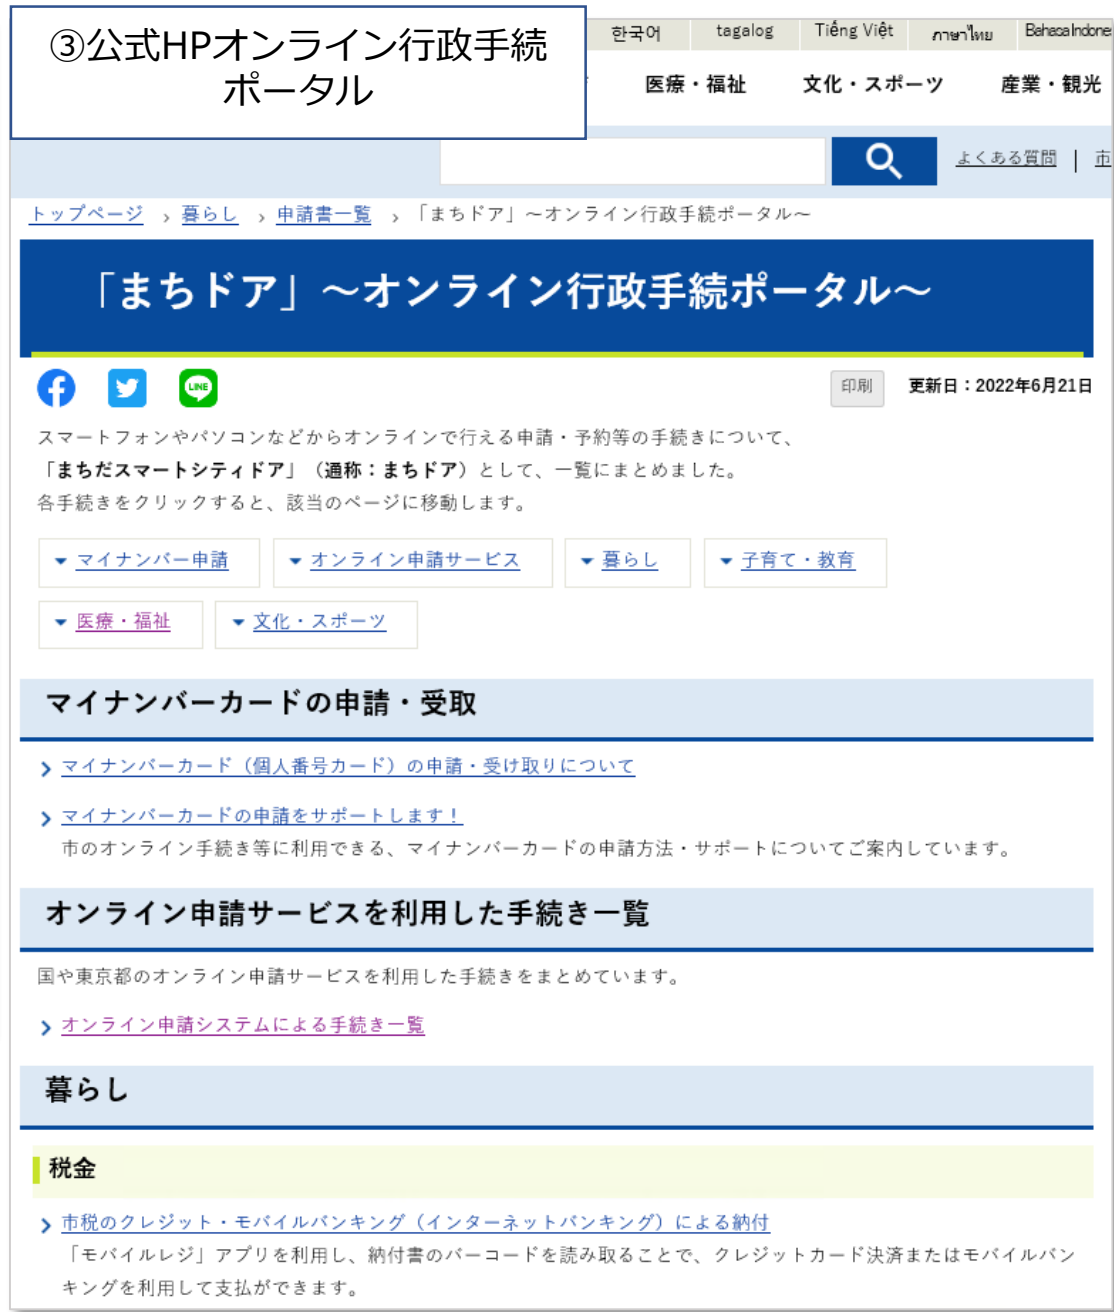 ③公式HPオンライン行政手続
ポータル
한국어 tagalog Tiếng Việt ภาษาไทย Bahasa Indone
医療・福祉 文化・スポーツ 産業・観光
よくある質問 | 市
トップページ > 暮らし > 申請書一覧 > 「まちドア」～オンライン行政手続ポータル～
「まちドア」～オンライン行政手続ポータル～
LINE
印刷 更新日：2022年6月21日
スマートフォンやパソコンなどからオンラインで行える申請・予約等の手続きについて、
「まちだスマートシティドア」（通称：まちドア）として、一覧にまとめました。
各手続きをクリックすると、該当のページに移動します。
マイナンバー申請 オンライン申請サービス 暮らし 子育て・教育
医療・福祉 文化・スポーツ
マイナンバーカードの申請・受取
マイナンバーカード（個人番号カード）の申請・受け取りについて
マイナンバーカードの申請をサポートします！
市のオンライン手続き等に利用できる、マイナンバーカードの申請方法・サポートについてご案内しています。
オンライン申請サービスを利用した手続き一覧
国や東京都のオンライン申請サービスを利用した手続きをまとめています。
オンライン申請システムによる手続き一覧
暮らし
税金
市税のクレジット・モバイルバンキング（インターネットバンキング）による納付
「モバイルレジ」アプリを利用し、納付書のバーコードを読み取ることで、クレジットカード決済またはモバイルバン
キングを利用して支払ができます。